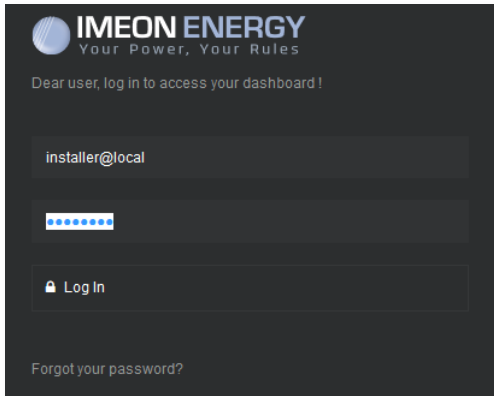 IMEON ENERGY
Your Power, Your Rules
Dear user, log in to access your dashboard !
installer@local
••••••••
Log In
Forgot your password?